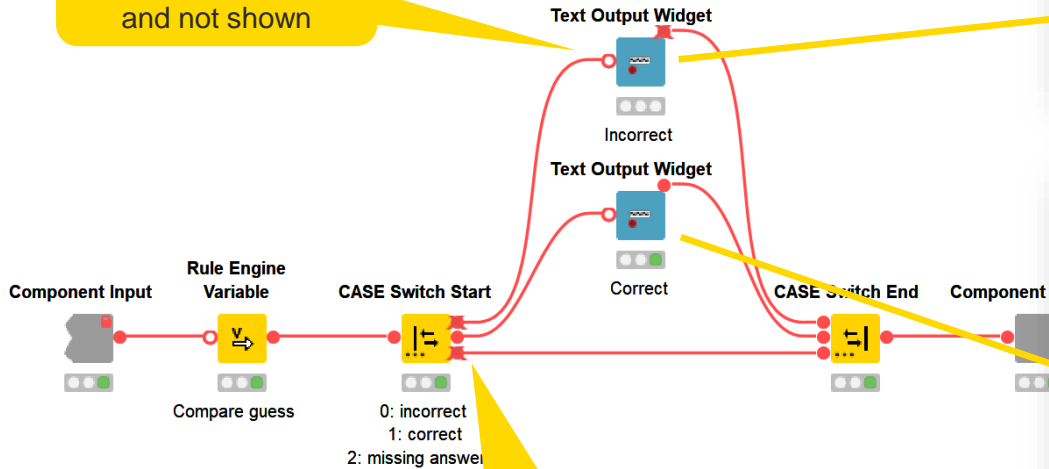 and not shown
Text Output Widget
Incorrect
Text Output Widget
Correct
Component Input
Rule Engine
Variable
CASE Switch Start
CASE Switch End
Component
Compare guess
0: incorrect
1: correct
2: missing answer